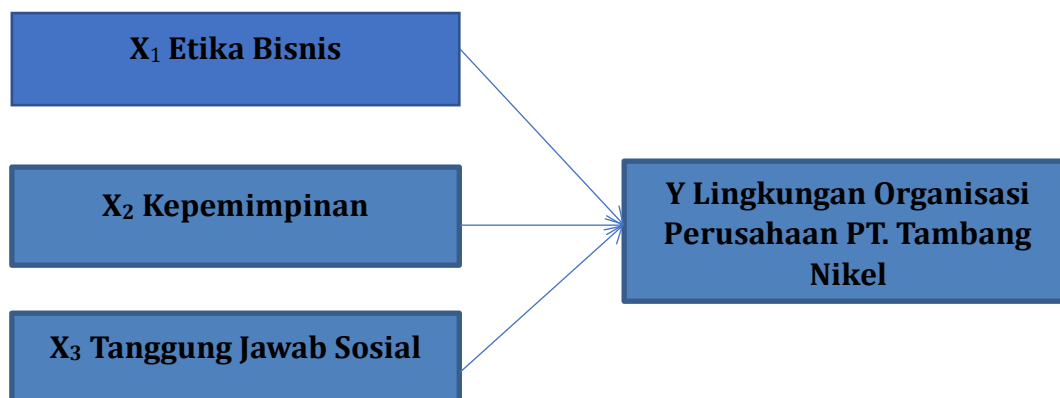 X₁ Etika Bisnis
X₂ Kepemimpinan
X₃ Tanggung Jawab Sosial
Y Lingkungan Organisasi
Perusahaan PT. Tambang
Nikel